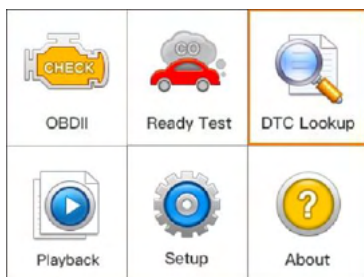 CHECK
CO
OBDII
Ready Test
DTC Lookup
?
Playback
Setup
About